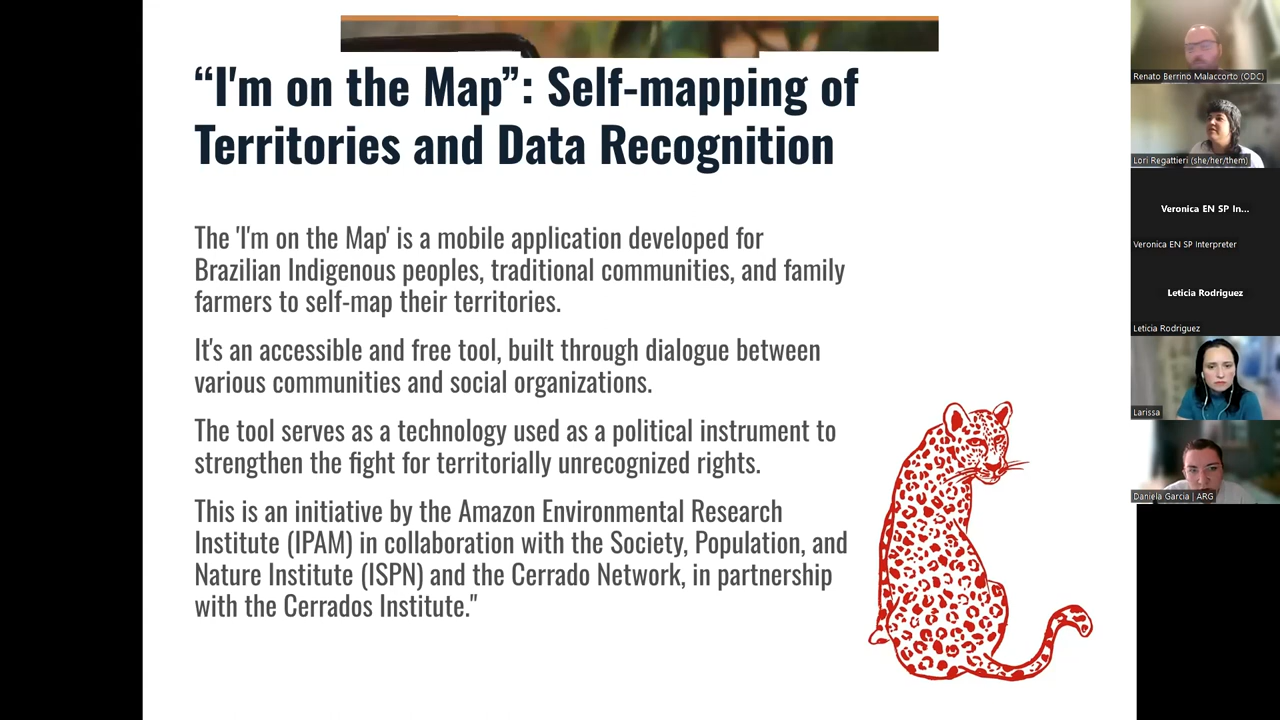 “I'm on the Map”: Self-mapping of
Territories and Data Recognition
The 'I'm on the Map' is a mobile application developed for
Brazilian Indigenous peoples, traditional communities, and family
farmers to self-map their territories.
It's an accessible and free tool, built through dialogue between
various communities and social organizations.
The tool serves as a technology used as a political instrument to
strengthen the fight for territorially unrecognized rights.
This is an initiative by the Amazon Environmental Research
Institute (IPAM) in collaboration with the Society, Population, and
Nature Institute (ISPN) and the Cerrado Network, in partnership
with the Cerrados Institute."
Renato Berrino Malaccorto (ODC)
Lori Regattieri (she/her/them)
Veronica EN SP In...
Veronica EN SP Interpreter
Leticia Rodriguez
Leticia Rodriguez
Larissa
Daniela Garcia | ARG